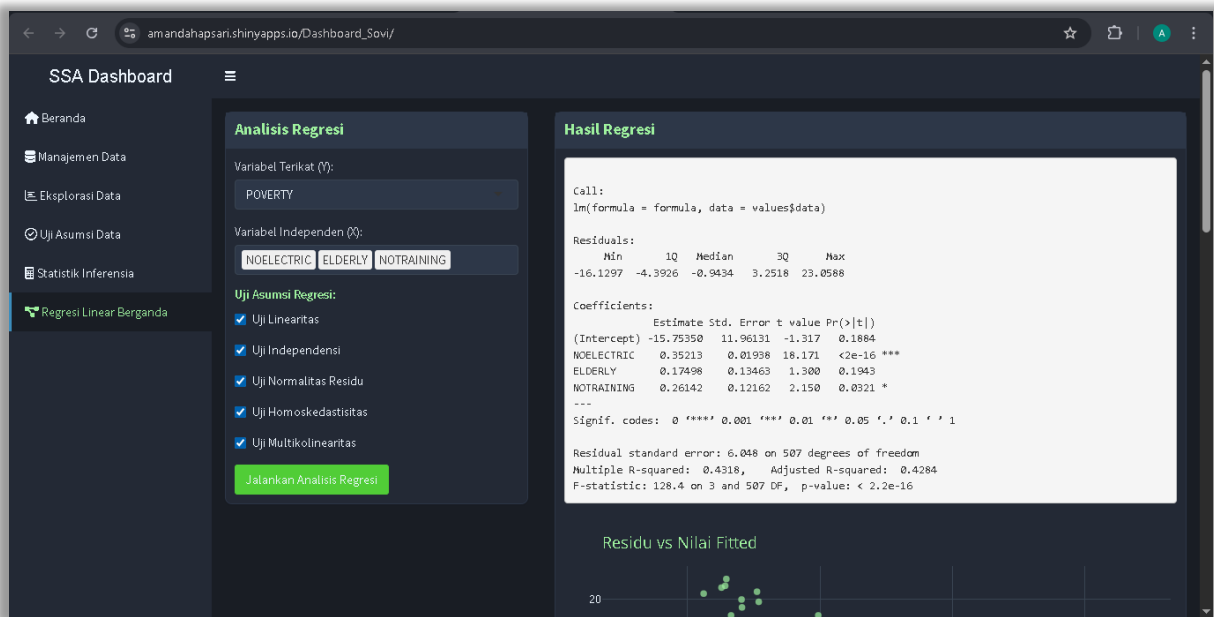 amandahapsari.shinyapps.io/Dashboard_Sovi/
A
SSA Dashboard
Beranda
Manajemen Data
Eksplorasi Data
Uji Asumsi Data
Statistik Inferensia
Regresi Linear Berganda
Analisis Regresi
Variabel Terikat (Y):
POVERTY
Variabel Independen (X):
NOELECTRIC ELDERLY NOTRAINING
Uji Asumsi Regresi:
Uji Linearitas
Uji Independensi
Uji Normalitas Residu
Uji Homoskedastisitas
Uji Multikolinearitas
Jalankan Analisis Regresi
Hasil Regresi
Call:
lm(formula = formula, data = values$data)
Residuals:
Min 1Q Median 3Q Max
-16.1297 -4.3926 -0.9434 3.2518 23.0588
Coefficients:
Estimate Std. Error t value Pr(>|t|)
(Intercept) -15.75350 11.96131 -1.317 0.1884
NOELECTRIC 0.35213 0.01938 18.171 <2e-16 ***
ELDERLY 0.17498 0.13463 1.300 0.1943
NOTRAINING 0.26142 0.12162 2.150 0.0321 *
---
Signif. codes: 0 ‘***’ 0.001 ‘**’ 0.01 ‘*’ 0.05 ‘.’ 0.1 ‘ ’ 1
Residual standard error: 6.048 on 507 degrees of freedom
Multiple R-squared: 0.4318, Adjusted R-squared: 0.4284
F-statistic: 128.4 on 3 and 507 DF, p-value: < 2.2e-16
Residu vs Nilai Fitted
20